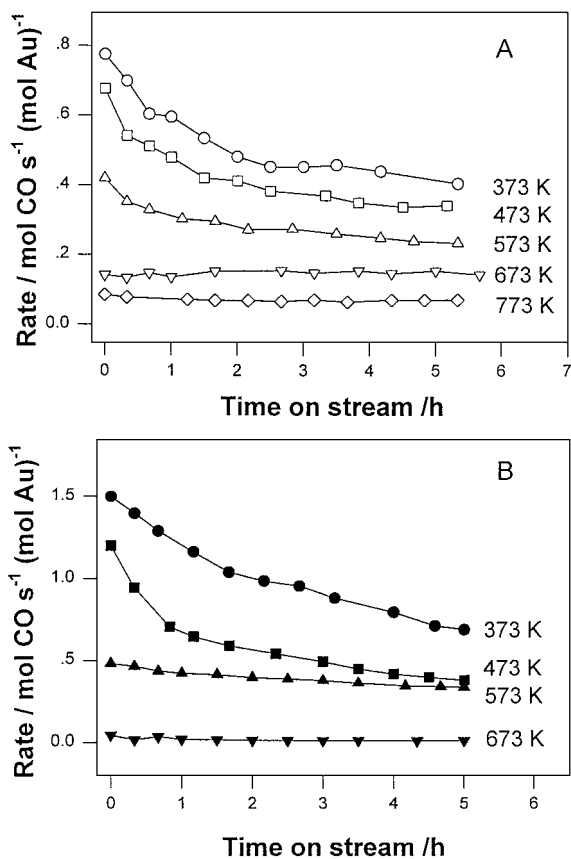 A
.8
.6
.4
.2
0.0
Rate / mol CO s⁻¹ (mol Au)⁻¹
373 K
473 K
573 K
673 K
773 K
0 1 2 3 4 5 6 7
Time on stream /h
B
1.5
1.0
.5
0.0
Rate / mol CO s⁻¹ (mol Au)⁻¹
373 K
473 K
573 K
673 K
0 1 2 3 4 5 6
Time on stream /h